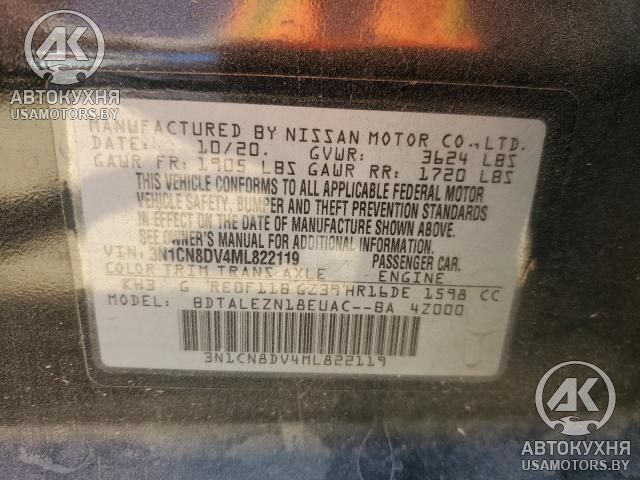 АК
АВТОКУХНЯ
USAMOTORS.BY
MANUFACTURED BY NISSAN MOTOR CO.,LTD.
DATE: 10/20. GVWR: 3624 LBS
GAWR FR: 1905 LBS GAWR RR: 1720 LBS
THIS VEHICLE CONFORMS TO ALL APPLICABLE FEDERAL MOTOR
VEHICLE SAFETY, BUMPER AND THEFT PREVENTION STANDARDS
IN EFFECT ON THE DATE OF MANUFACTURE SHOWN ABOVE.
SEE OWNER'S MANUAL FOR ADDITIONAL INFORMATION.
VIN: 3N1CN8DV4ML822119 PASSENGER CAR.
COLOR TRIM TRANS AXLE ENGINE
KH3 G RE0F11B GZ39 HR16DE 1598 CC
MODEL: BDTALEZN18EUAC--BA 4Z000
3N1CN8DV4ML822119
АК
АВТОКУХНЯ
USAMOTORS.BY